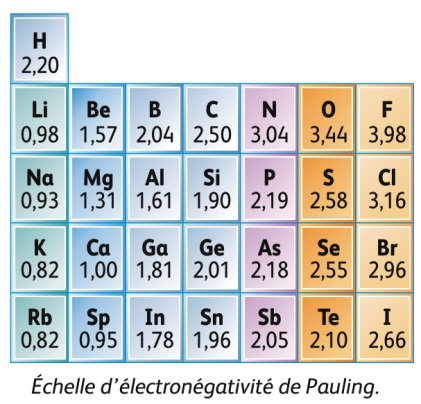 H
2,20
Li Be B C N O F
0,98 1,57 2,04 2,50 3,04 3,44 3,98
Na Mg Al Si P S Cl
0,93 1,31 1,61 1,90 2,19 2,58 3,16
K Ca Ga Ge As Se Br
0,82 1,00 1,81 2,01 2,18 2,55 2,96
Rb Sp In Sn Sb Te I
0,82 0,95 1,78 1,96 2,05 2,10 2,66
Échelle d'électronégativité de Pauling.